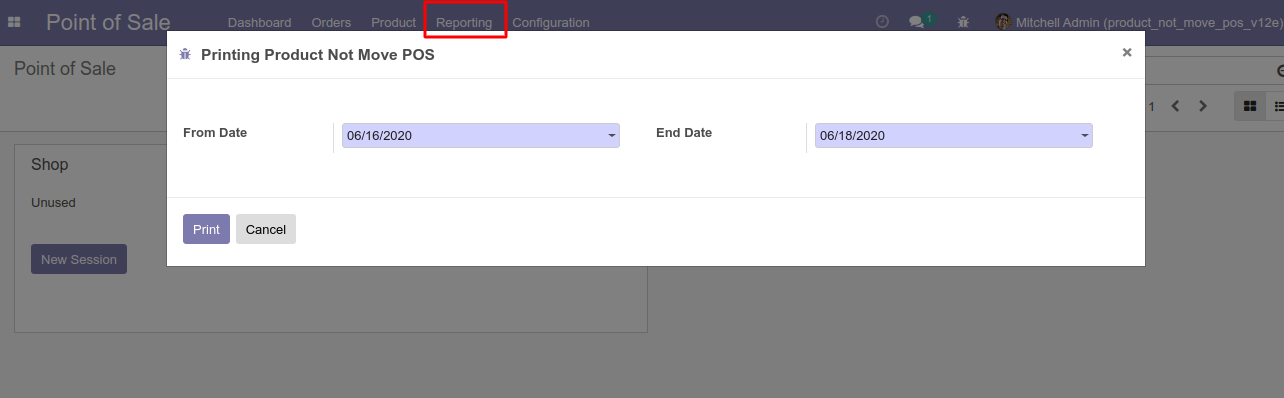 Point of Sale Dashboard Orders Product Reporting Configuration 1 Mitchell Admin (product_not_move_pos_v12e)
Printing Product Not Move POS ×
Point of Sale
1
From Date 06/16/2020 End Date 06/18/2020
Shop
Unused
Print Cancel
New Session